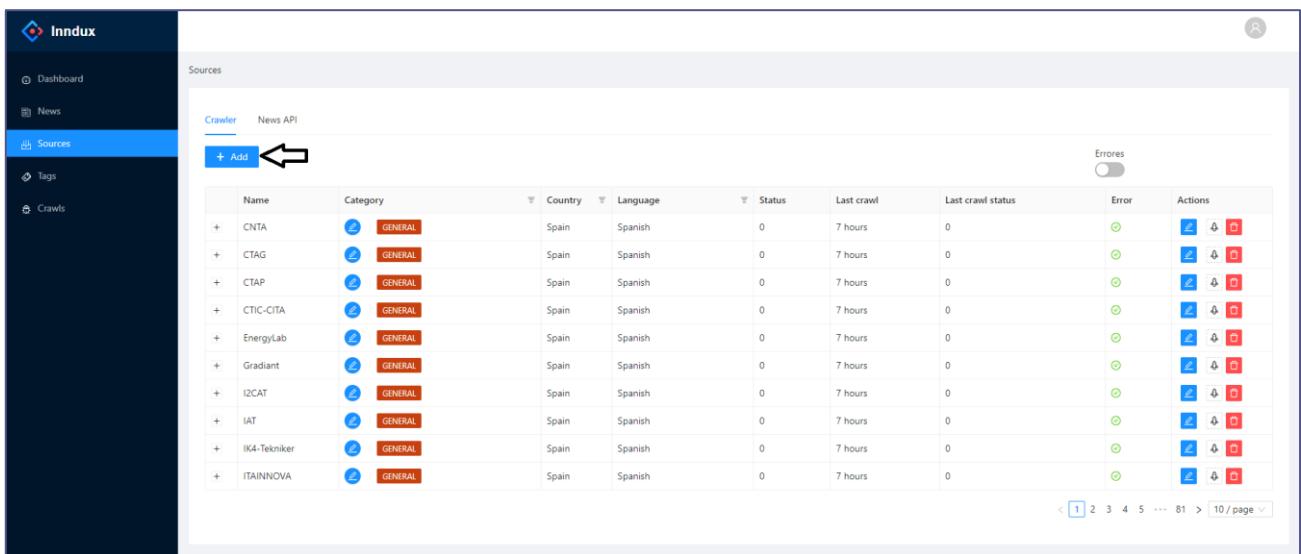 Inndux
Dashboard
News
Sources
Tags
Crawls
Sources
Crawler News API
+ Add
Errores
Name Category Country Language Status Last crawl Last crawl status Error Actions
+ CNTA GENERAL Spain Spanish 0 7 hours 0
+ CTAG GENERAL Spain Spanish 0 7 hours 0
+ CTAP GENERAL Spain Spanish 0 7 hours 0
+ CTIC-CITA GENERAL Spain Spanish 0 7 hours 0
+ EnergyLab GENERAL Spain Spanish 0 7 hours 0
+ Gradiant GENERAL Spain Spanish 0 7 hours 0
+ I2CAT GENERAL Spain Spanish 0 7 hours 0
+ IAT GENERAL Spain Spanish 0 7 hours 0
+ IK4-Tekniker GENERAL Spain Spanish 0 7 hours 0
+ ITAINNOVA GENERAL Spain Spanish 0 7 hours 0
< 1 2 3 4 5 ··· 81 > 10 / page